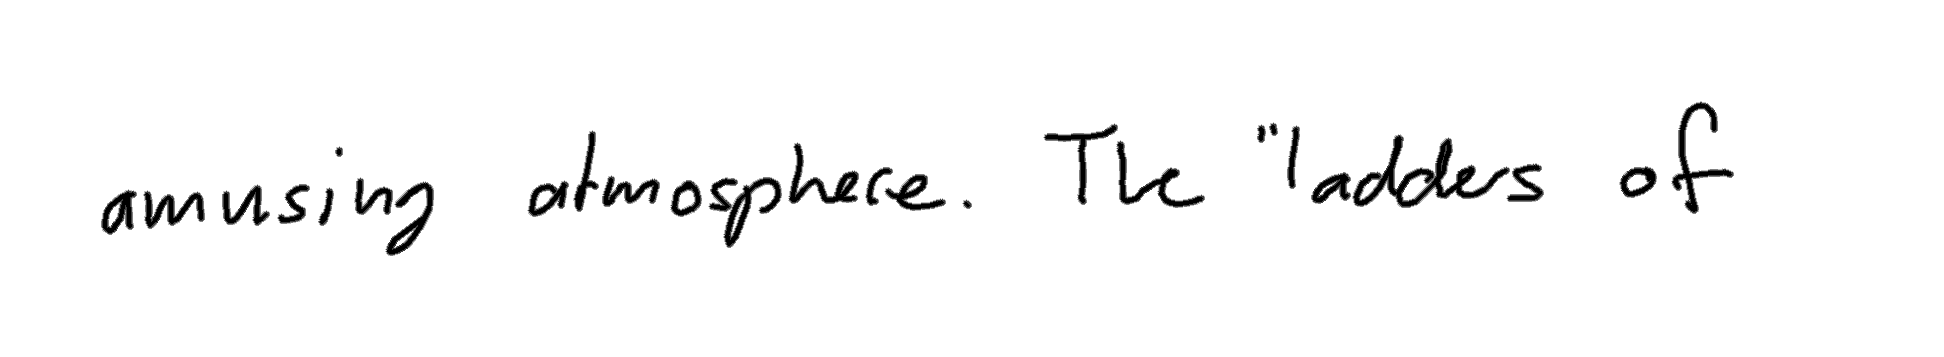 amusing atmosphere. The "ladders of